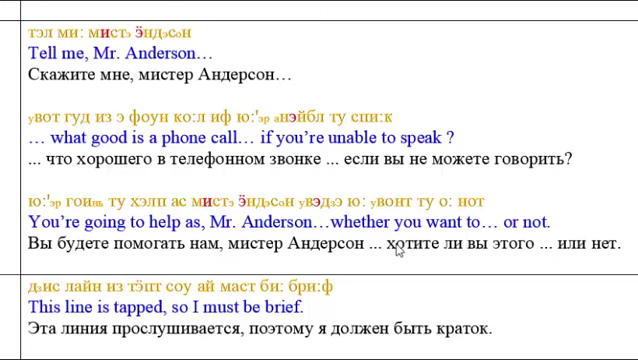 тэл ми: мистэ ӭндэсон
Tell me, Mr. Anderson…
Скажите мне, мистер Андерсон…
увот гуд из э фоун ко:л иф ю:'эр анэйбл ту спи:к
… what good is a phone call… if you’re unable to speak ?
... что хорошего в телефонном звонке ... если вы не можете говорить?
ю:'эр гоинь ту хэлп ас мистэ ӭндэсон увэдзэ ю: увонт ту о: нот
You’re going to help as, Mr. Anderson…whether you want to… or not.
Вы будете помогать нам, мистер Андерсон ... хотите ли вы этого ... или нет.
дзис лайн из тӭпт соу ай маст би: бри:ф
This line is tapped, so I must be brief.
Эта линия прослушивается, поэтому я должен быть краток.